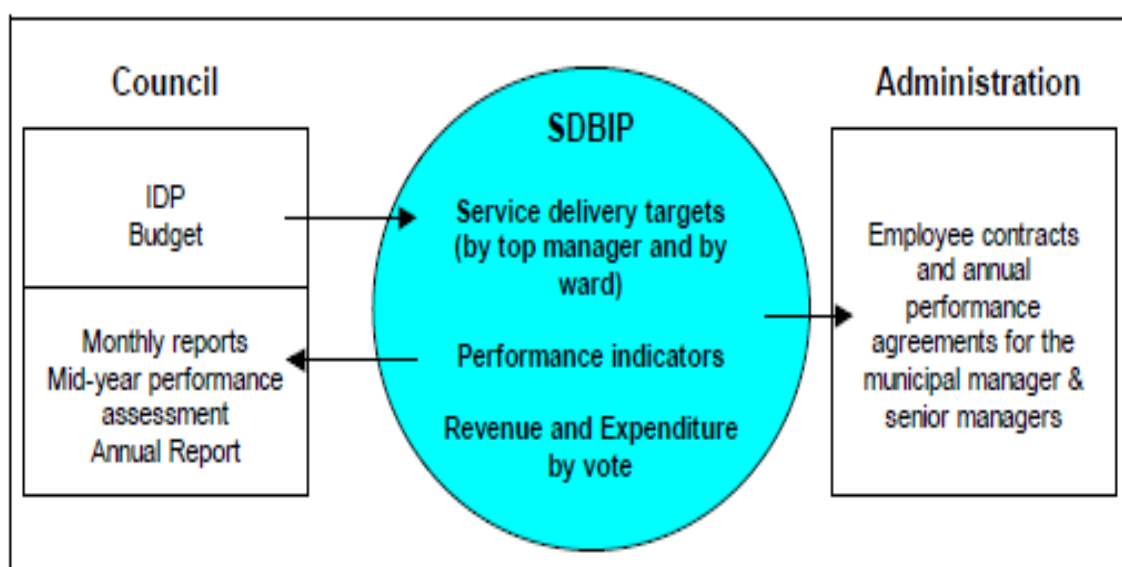 Council
IDP
Budget
Monthly reports
Mid-year performance
assessment
Annual Report
SDBIP
Service delivery targets
(by top manager and by
ward)
Performance indicators
Revenue and Expenditure
by vote
Administration
Employee contracts
and annual
performance
agreements for the
municipal manager &
senior managers